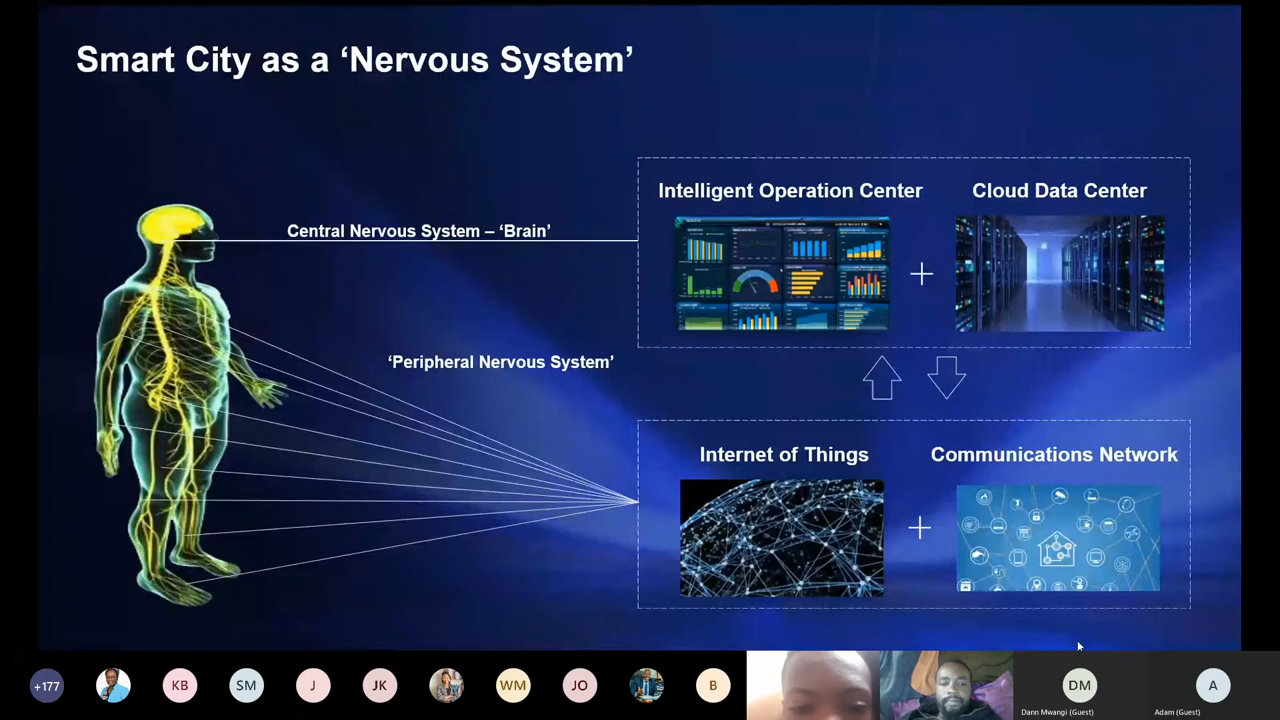 Smart City as a ‘Nervous System’
Intelligent Operation Center
Cloud Data Center
Central Nervous System – ‘Brain’
‘Peripheral Nervous System’
Internet of Things
Communications Network
+177
KB
SM
J
JK
WM
JO
B
DM
A
Dann Mwangi (Guest)
Adam (Guest)